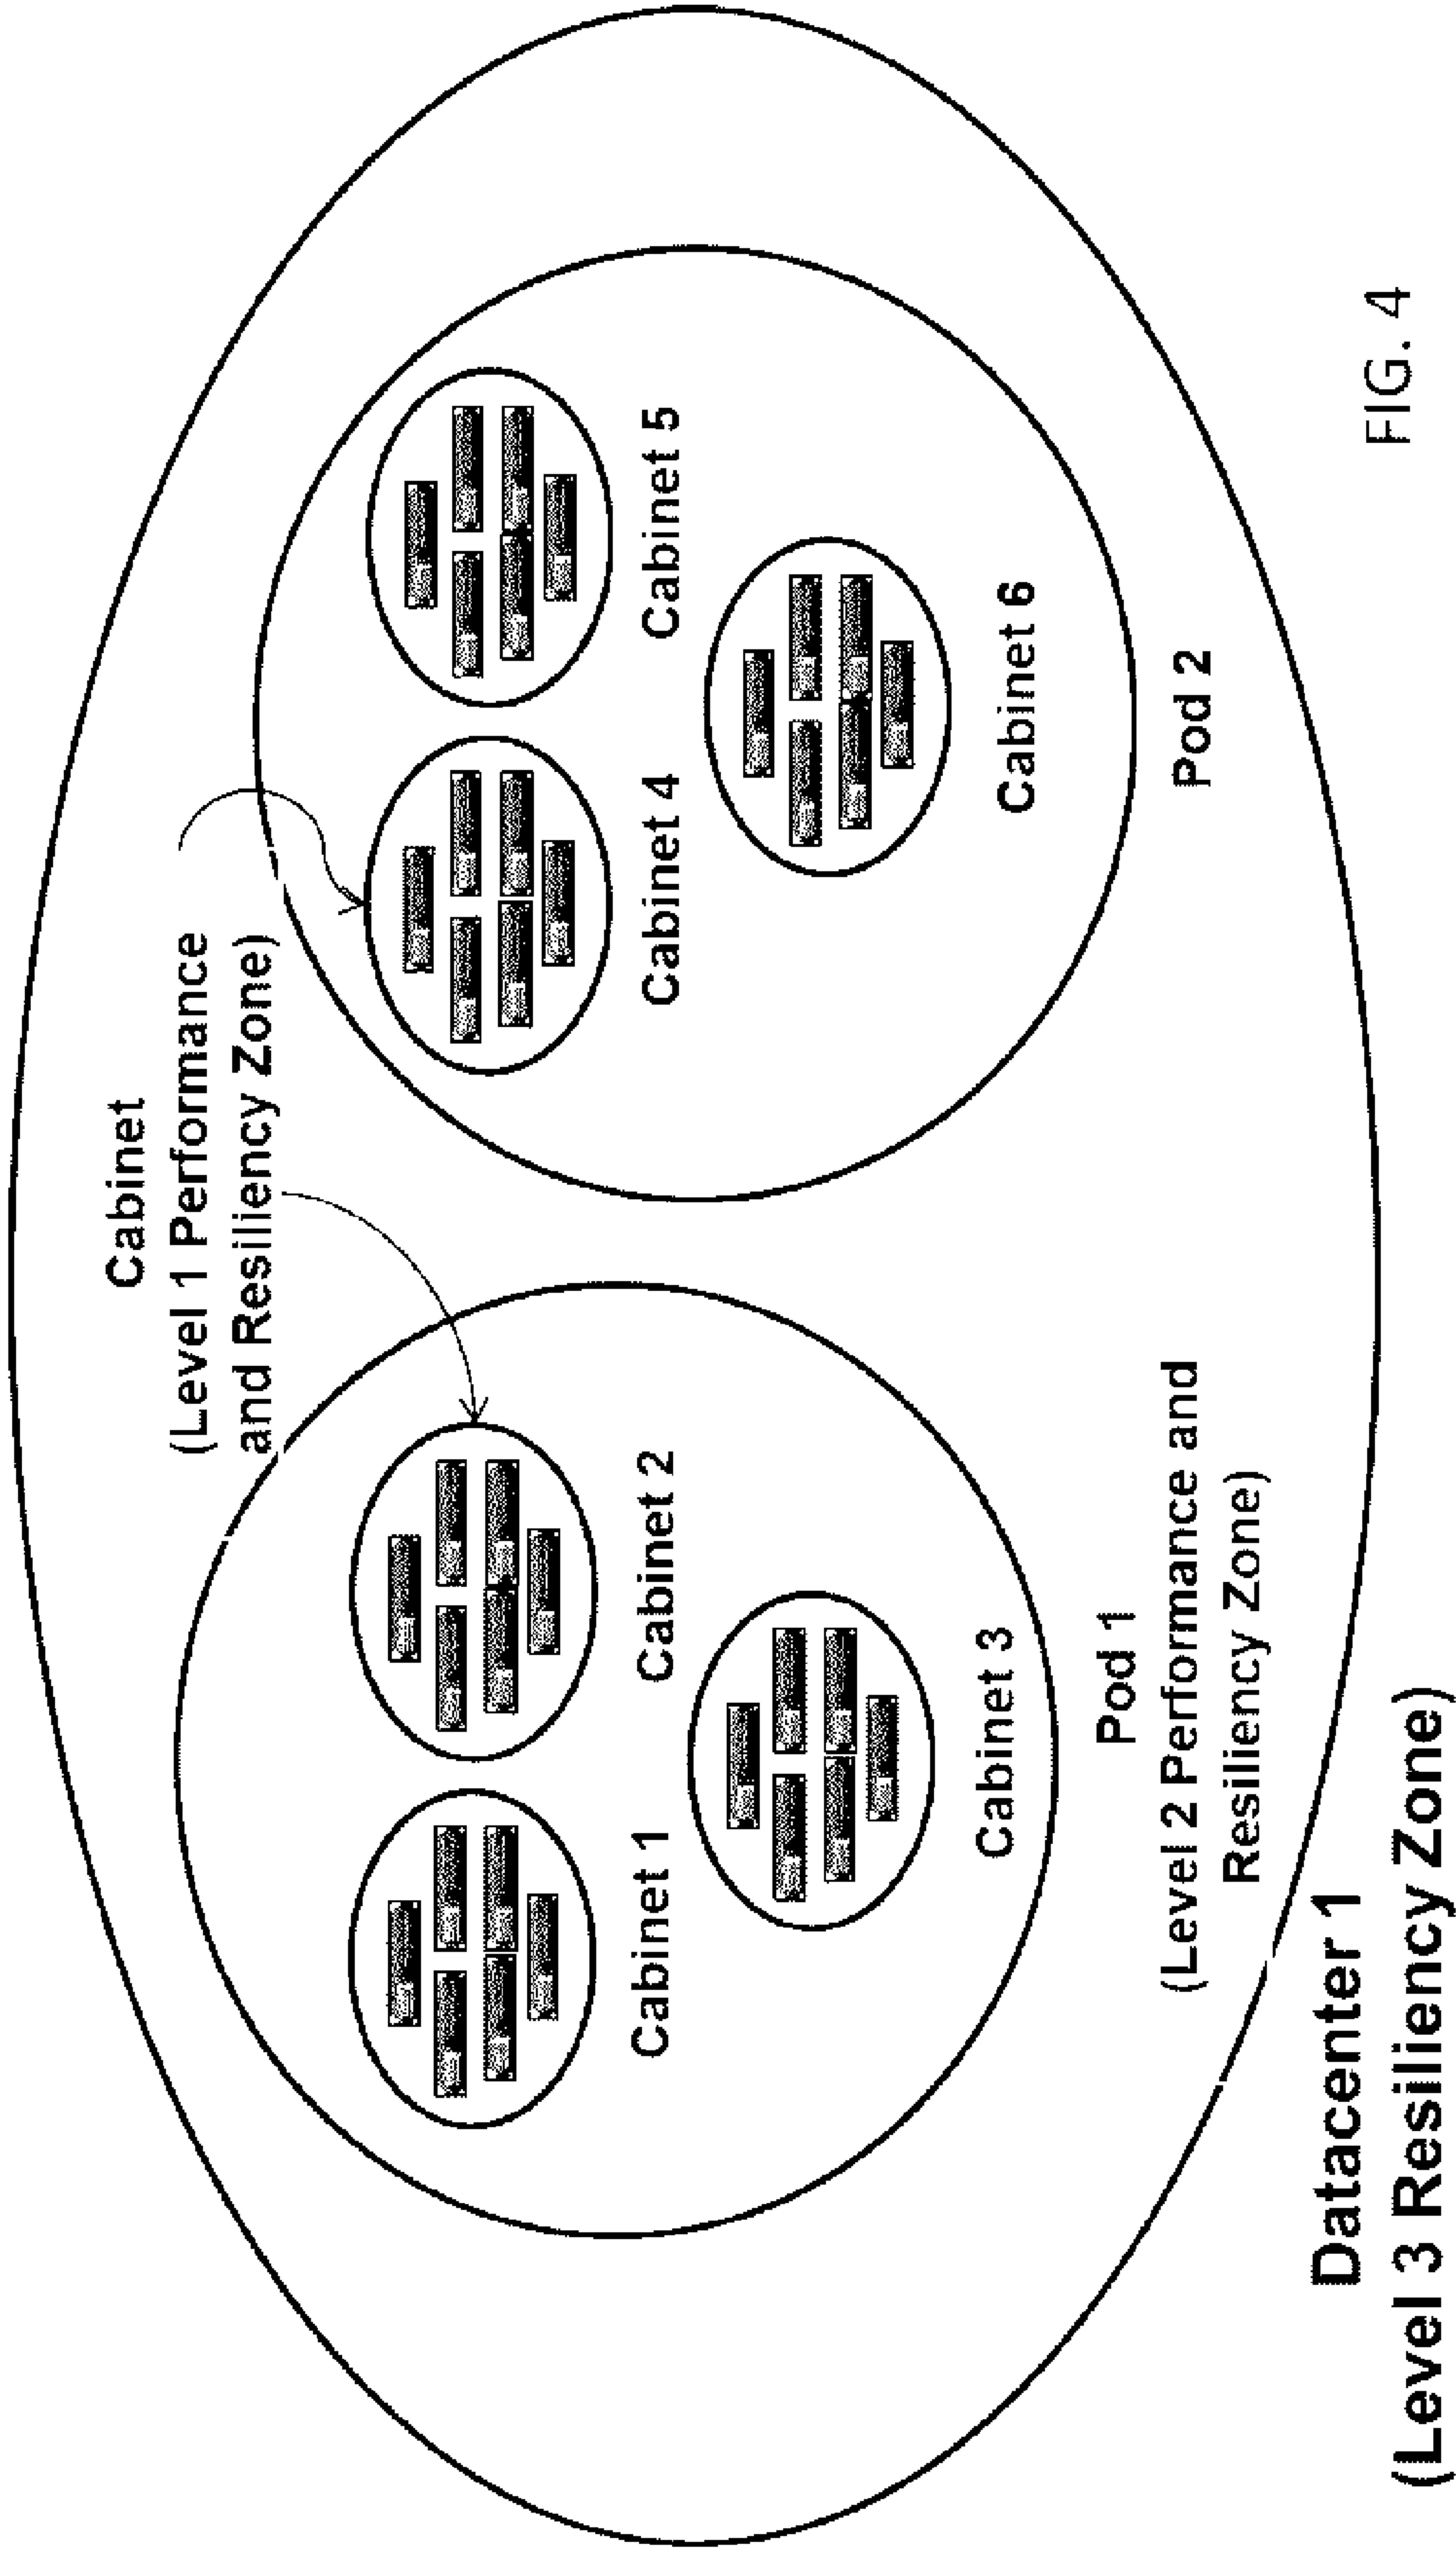 Cabinet
(Level 1 Performance
and Resiliency Zone)
Cabinet 1
Cabinet 2
Cabinet 3
Pod 1
(Level 2 Performance and
Resiliency Zone)
Cabinet 4
Cabinet 5
Cabinet 6
Pod 2
Datacenter 1
(Level 3 Resiliency Zone)
FIG. 4